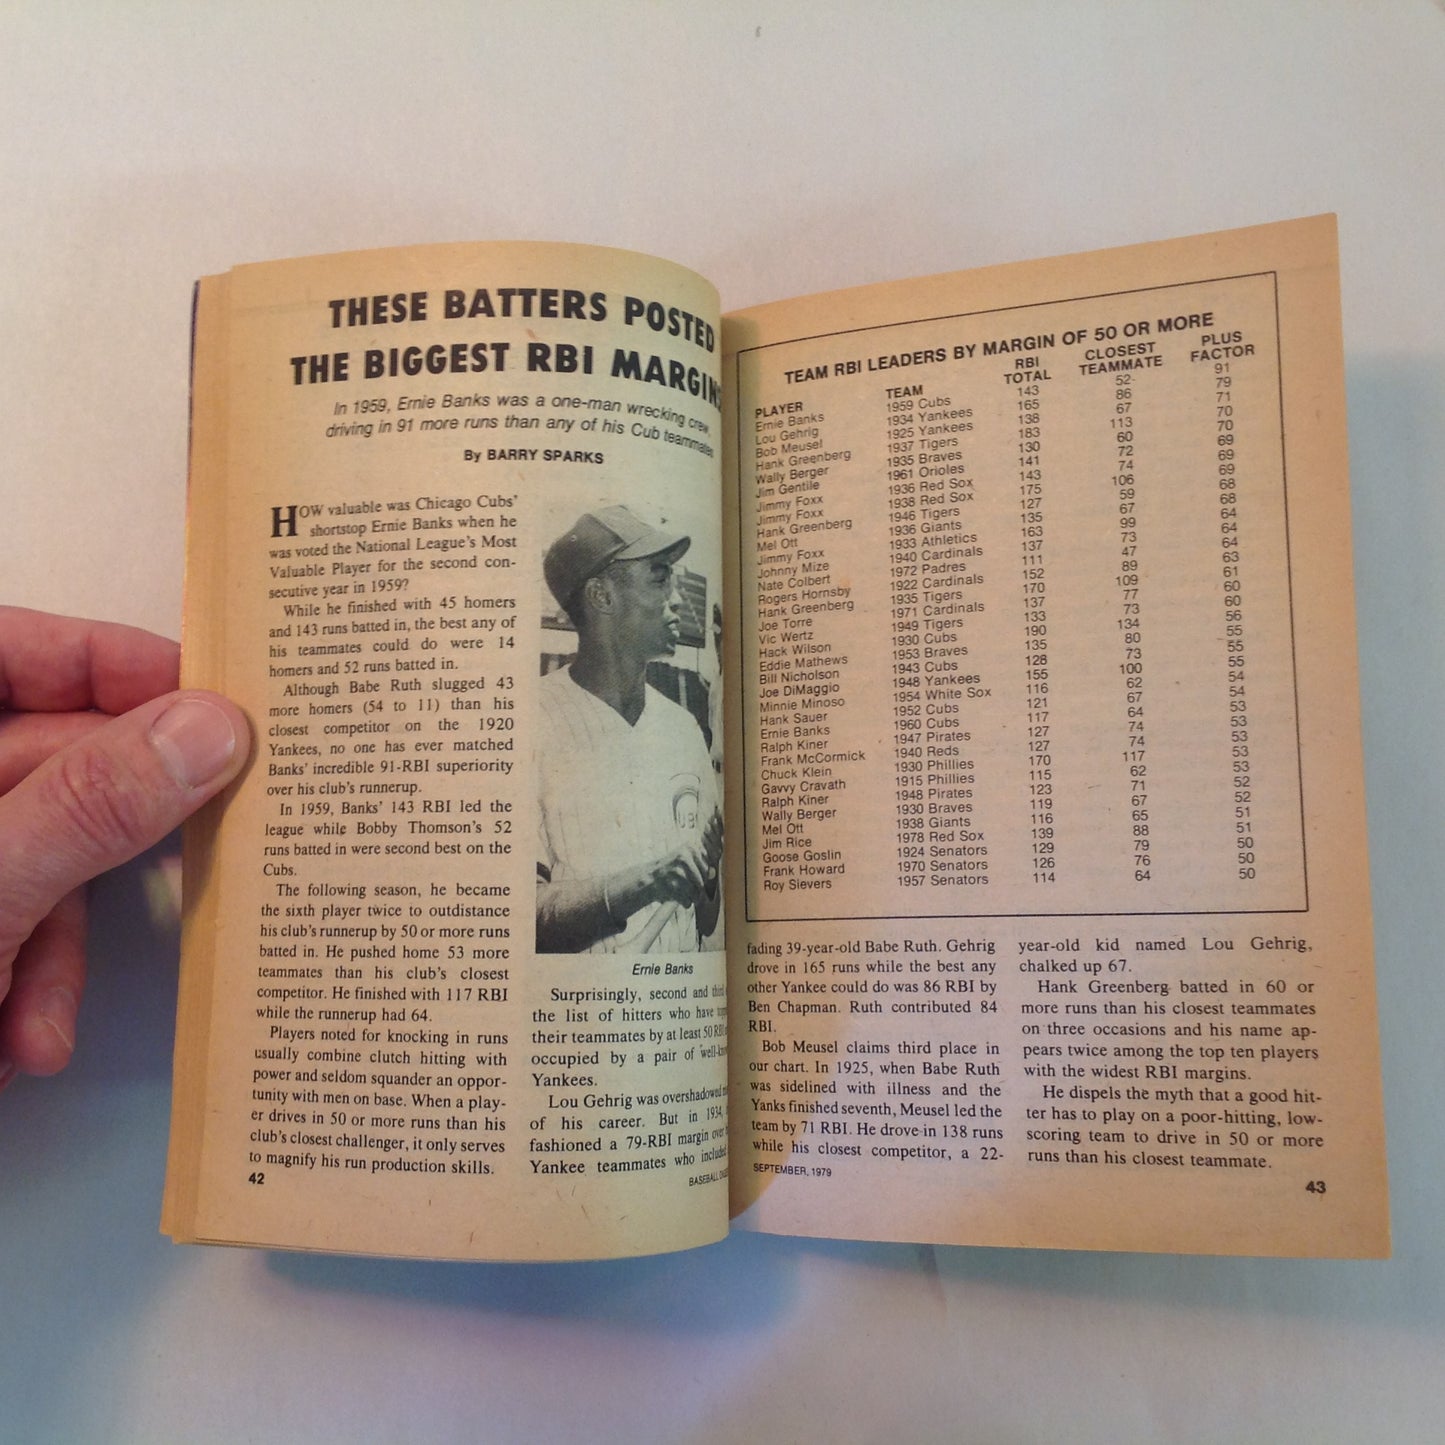 THESE BATTERS POSTED
THE BIGGEST RBI MARGINS
In 1959, Ernie Banks was a one-man wrecking crew,
driving in 91 more runs than any of his Cub teammates
By BARRY SPARKS
HOW valuable was Chicago Cubs'
shortstop Ernie Banks when he
was voted the National League's Most
Valuable Player for the second con-
secutive year in 1959?
While he finished with 45 homers
and 143 runs batted in, the best any of
his teammates could do were 14
homers and 52 runs batted in.
Although Babe Ruth slugged 43
more homers (54 to 11) than his
closest competitor on the 1920
Yankees, no one has ever matched
Banks' incredible 91-RBI superiority
over his club's runnerup.
In 1959, Banks' 143 RBI led the
league while Bobby Thomson's 52
runs batted in were second best on the
Cubs.
The following season, he became
the sixth player twice to outdistance
his club's runnerup by 50 or more runs
batted in. He pushed home 53 more
teammates than his club's closest
competitor. He finished with 117 RBI
while the runnerup had 64.
Players noted for knocking in runs
usually combine clutch hitting with
power and seldom squander an oppor-
tunity with men on base. When a play-
er drives in 50 or more runs than his
club's closest challenger, it only serves
to magnify his run production skills.
42
Cubs
Ernie Banks
Surprisingly, second and third
the list of hitters who have
their teammates by at least 50 RBI
occupied by a pair of
Yankees.
Lou Gehrig was overshadowed
of his career. But in 1934,
fashioned a 79-RBI margin over
Yankee teammates who included
BASEBALL
TEAM RBI LEADERS BY MARGIN OF 50 OR MORE
PLAYER TEAM RBI TOTAL CLOSEST TEAMMATE PLUS FACTOR
Ernie Banks 1959 Cubs 143 52 91
Lou Gehrig 1934 Yankees 165 86 79
Bob Meusel 1925 Yankees 138 67 71
Hank Greenberg 1937 Tigers 183 113 70
Wally Berger 1935 Braves 130 60 70
Jim Gentile 1961 Orioles 141 72 69
Jimmy Foxx 1936 Red Sox 143 74 69
Jimmy Foxx 1938 Red Sox 175 106 69
Hank Greenberg 1946 Tigers 127 59 68
Mel Ott 1936 Giants 135 67 68
Jimmy Foxx 1933 Athletics 163 99 64
Johnny Mize 1940 Cardinals 137 73 64
Nate Colbert 1972 Padres 111 47 64
Rogers Hornsby 1922 Cardinals 152 89 63
Hank Greenberg 1935 Tigers 170 109 61
Joe Torre 1971 Cardinals 137 77 60
Vic Wertz 1949 Tigers 133 73 60
Hack Wilson 1930 Cubs 190 134 56
Eddie Mathews 1953 Braves 135 80 55
Bill Nicholson 1943 Cubs 128 73 55
Joe DiMaggio 1948 Yankees 155 100 55
Minnie Minoso 1954 White Sox 116 62 54
Hank Sauer 1952 Cubs 121 67 54
Ernie Banks 1960 Cubs 117 64 53
Ralph Kiner 1947 Pirates 127 74 53
Frank McCormick 1940 Reds 127 74 53
Chuck Klein 1930 Phillies 170 117 53
Gavvy Cravath 1915 Phillies 115 62 53
Ralph Kiner 1948 Pirates 123 71 52
Wally Berger 1930 Braves 119 67 52
Mel Ott 1938 Giants 116 65 51
Jim Rice 1978 Red Sox 139 88 51
Goose Goslin 1924 Senators 129 79 50
Frank Howard 1970 Senators 126 76 50
Roy Sievers 1957 Senators 114 64 50
fading 39-year-old Babe Ruth. Gehrig
drove in 165 runs while the best any
other Yankee could do was 86 RBI by
Ben Chapman. Ruth contributed 84
RBI.
Bob Meusel claims third place in
our chart. In 1925, when Babe Ruth
was sidelined with illness and the
Yanks finished seventh, Meusel led the
team by 71 RBI. He drove in 138 runs
while his closest competitor, a 22-
SEPTEMBER, 1979
year-old kid named Lou Gehrig,
chalked up 67.
Hank Greenberg batted in 60 or
more runs than his closest teammates
on three occasions and his name ap-
pears twice among the top ten players
with the widest RBI margins.
He dispels the myth that a good hit-
ter has to play on a poor-hitting, low-
scoring team to drive in 50 or more
runs than his closest teammate.
43